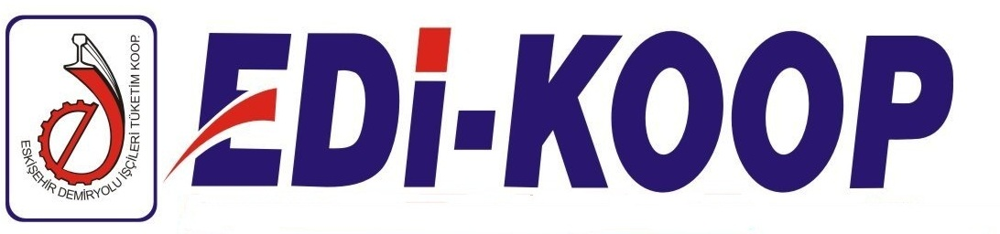 ESKİŞEHİR DEMİRYOLU İŞÇİLERİ TÜKETİM KOOP.
EDİ-KOOP